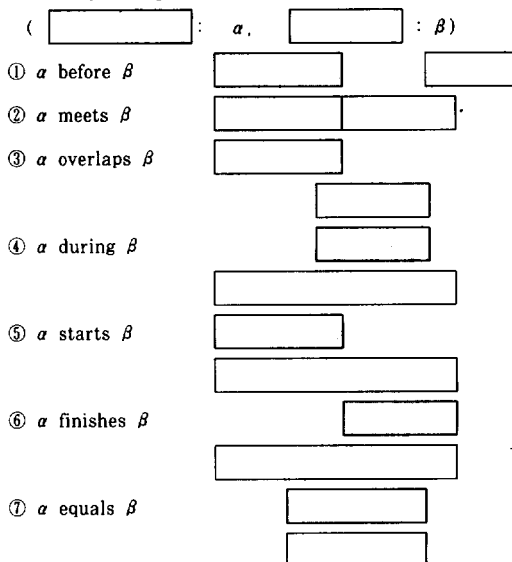 ( : α, : β)
① α before β
② α meets β
③ α overlaps β
④ α during β
⑤ α starts β
⑥ α finishes β
⑦ α equals β